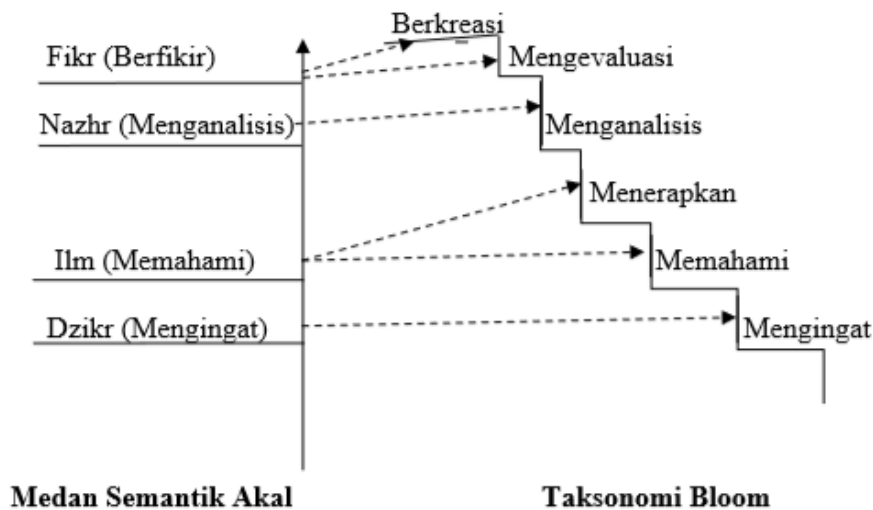 Berkreasi
Fikr (Berfikir)
Mengevaluasi
Nazhr (Menganalisis)
Menganalisis
Menerapkan
Ilm (Memahami)
Memahami
Dzikr (Mengingat)
Mengingat
Medan Semantik Akal
Taksonomi Bloom